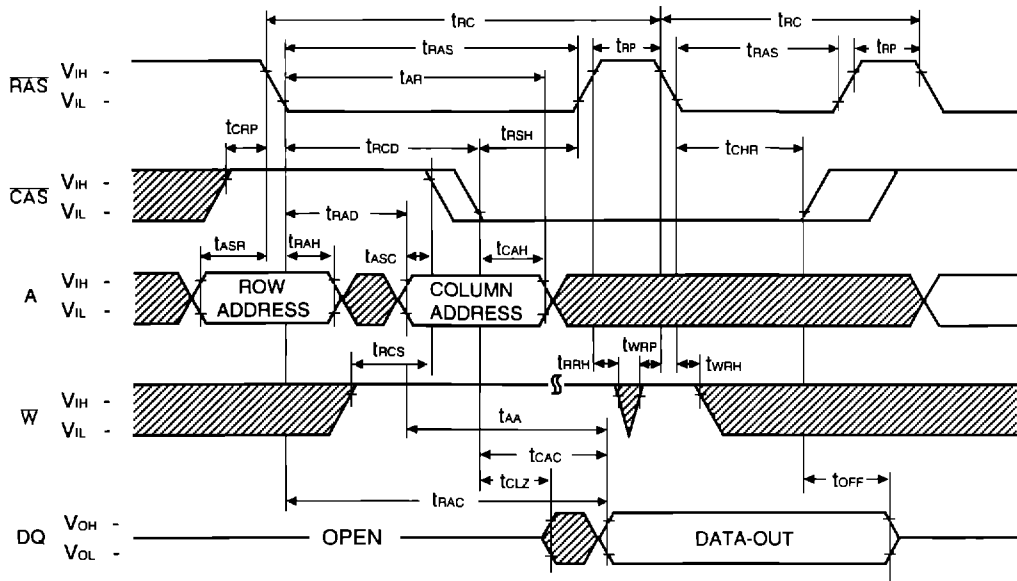 tRC tRC
tRAS tRP tRAS tRP
tAR
RAS VIH - VIL -
tCRP tRCD tRSH tCHR
CAS VIH - VIL -
tRAD
tASR tRAH tASC tCAH
A VIH - VIL -
ROW ADDRESS
COLUMN ADDRESS
tRCS tRRH tWRP tWRH
W VIH - VIL -
tAA
tCAC
tCLZ tOFF
tRAC
DQ VOH - VOL -
OPEN
DATA-OUT